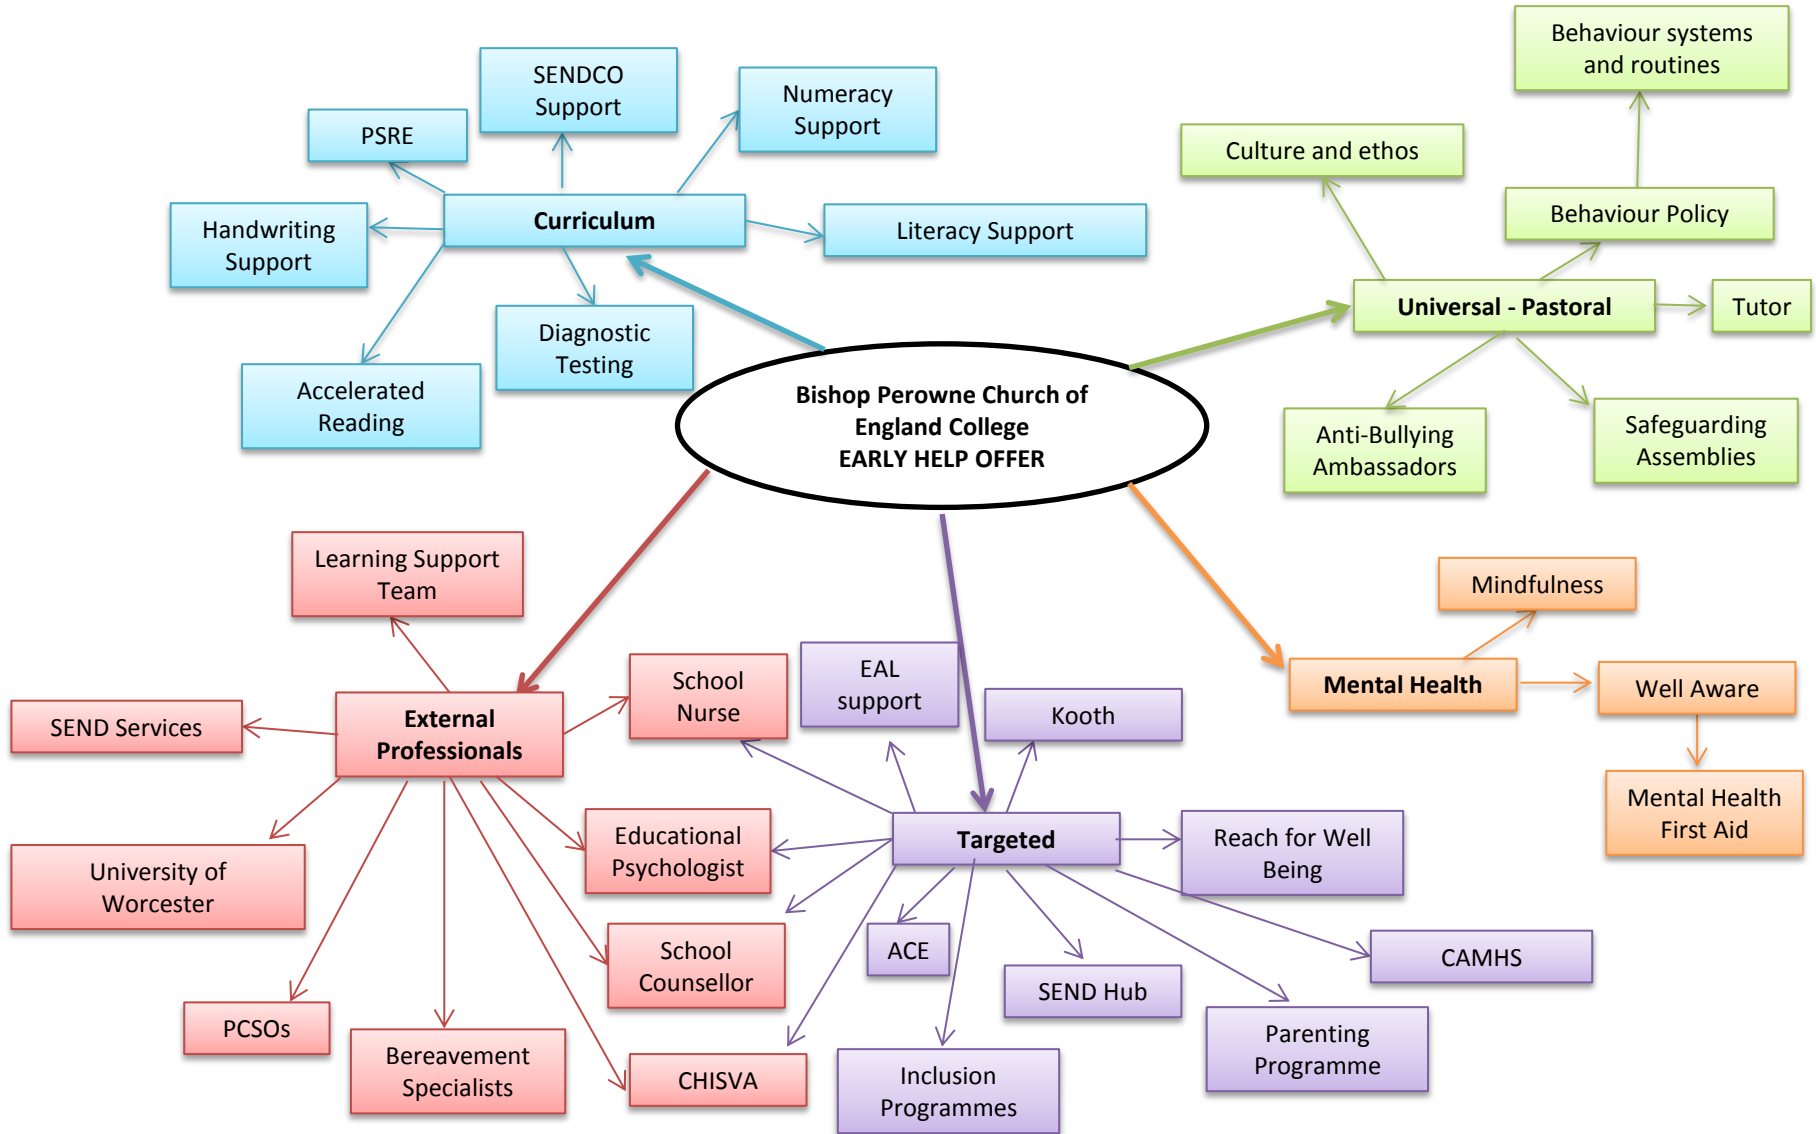 Behaviour systems
and routines
SENDCO
Support
Numeracy
Support
PSRE
Culture and ethos
Handwriting
Support
Curriculum
Literacy Support
Behaviour Policy
Universal - Pastoral
Tutor
Diagnostic
Testing
Accelerated
Reading
Bishop Perowne Church of
England College
EARLY HELP OFFER
Anti-Bullying
Ambassadors
Safeguarding
Assemblies
Learning Support
Team
Mindfulness
School
Nurse
EAL
support
Kooth
Mental Health
Well Aware
SEND Services
External
Professionals
Mental Health
First Aid
University of
Worcester
Educational
Psychologist
Targeted
Reach for Well
Being
School
Counsellor
ACE
SEND Hub
CAMHS
PCSOs
Bereavement
Specialists
CHISVA
Inclusion
Programmes
Parenting
Programme